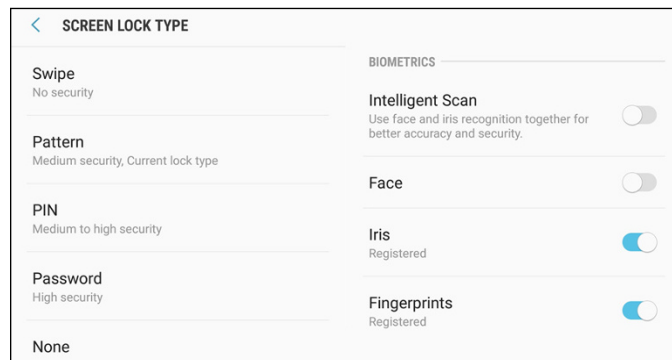 SCREEN LOCK TYPE
Swipe
No security
Pattern
Medium security, Current lock type
PIN
Medium to high security
Password
High security
None
BIOMETRICS
Intelligent Scan
Use face and iris recognition together for
better accuracy and security.
Face
Iris
Registered
Fingerprints
Registered